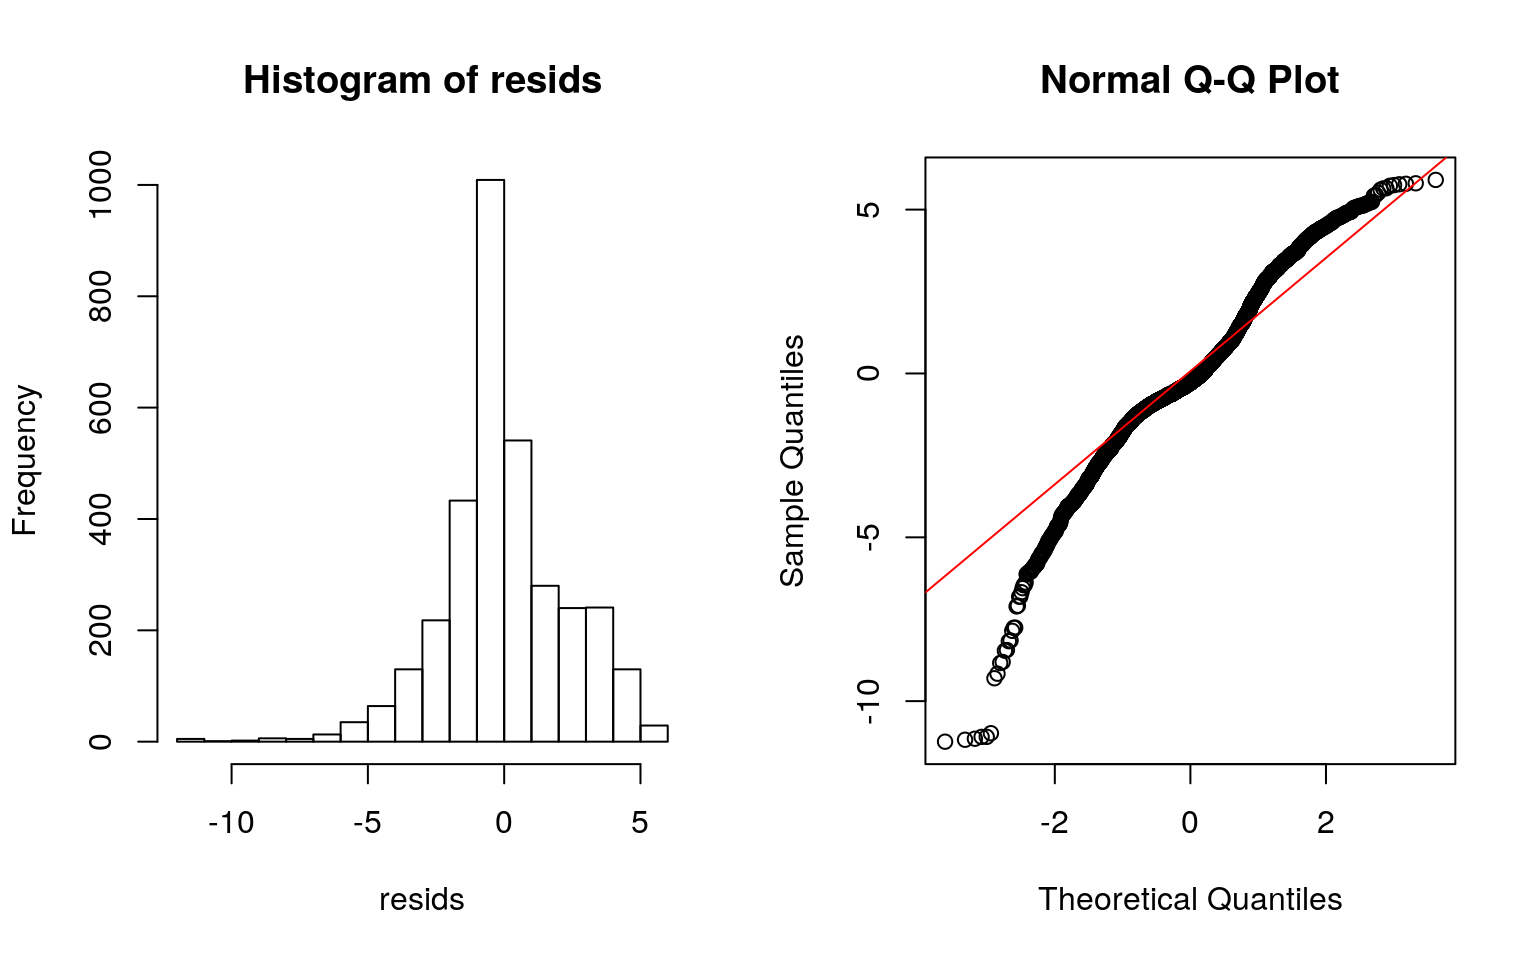 Histogram of resids
Frequency
0 200 400 600 800 1000
-10 -5 0 5
resids
Normal Q-Q Plot
Sample Quantiles
-10 -5 0 5
-2 0 2
Theoretical Quantiles